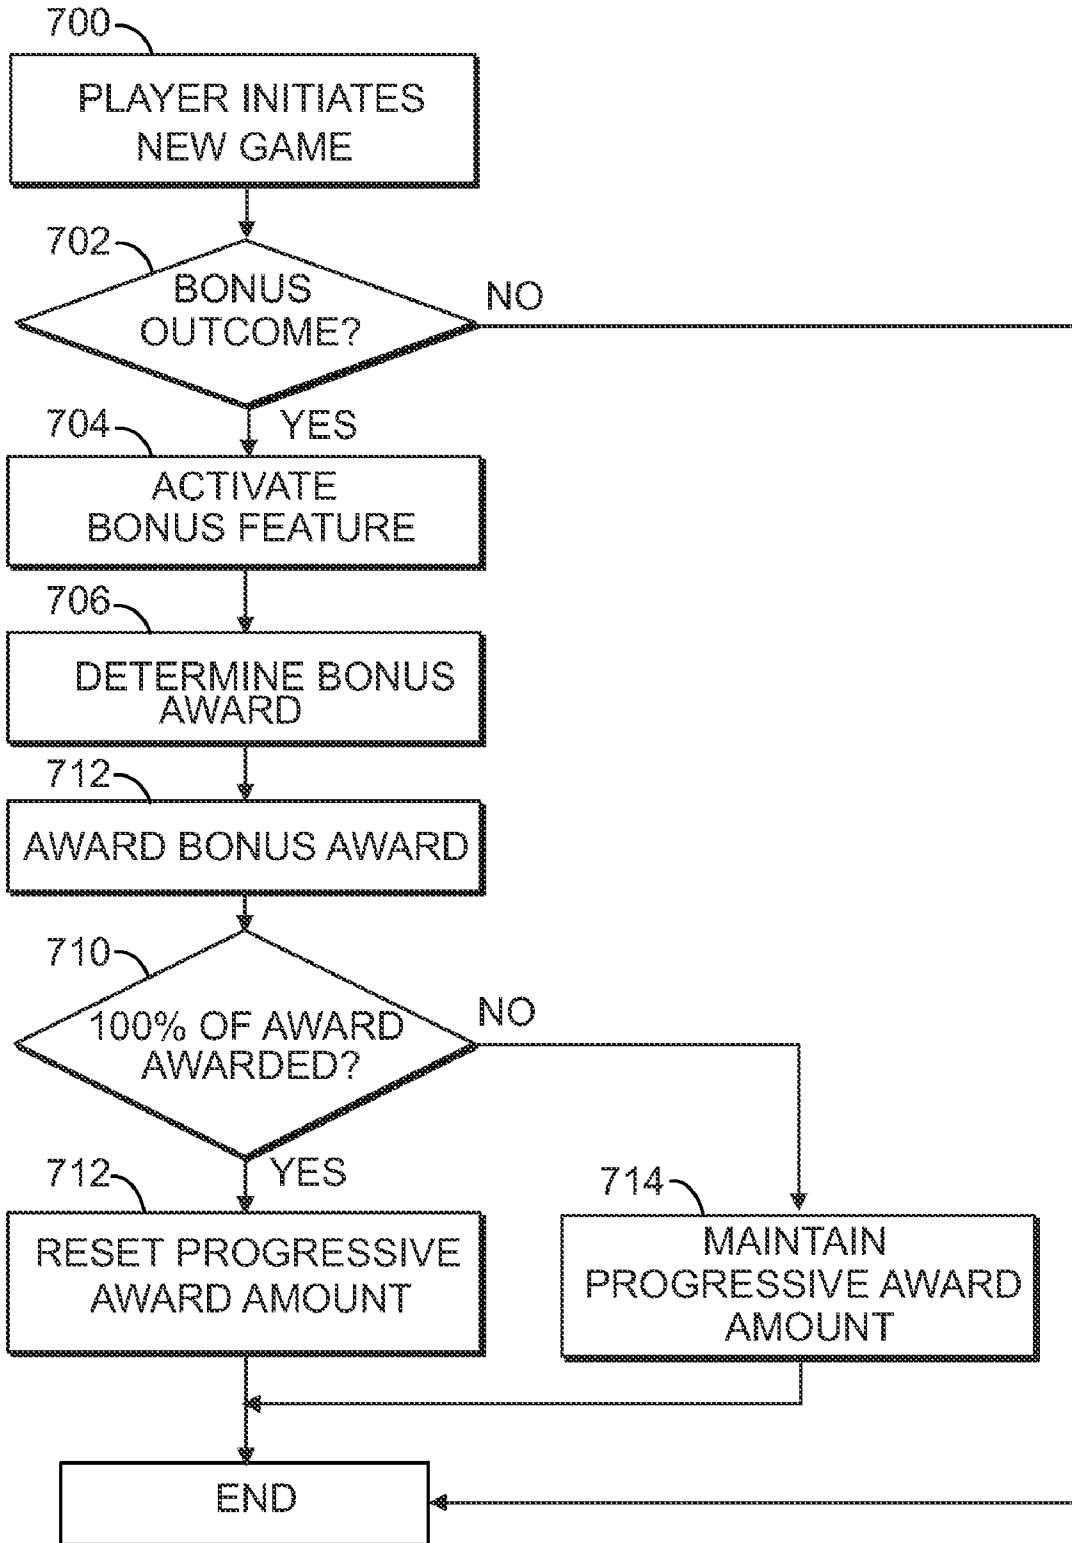 700
PLAYER INITIATES
NEW GAME
702
BONUS
OUTCOME?
NO
YES
704
ACTIVATE
BONUS FEATURE
706
DETERMINE BONUS
AWARD
712
AWARD BONUS AWARD
710
100% OF AWARD
AWARDED?
NO
YES
712
RESET PROGRESSIVE
AWARD AMOUNT
714
MAINTAIN
PROGRESSIVE AWARD
AMOUNT
END